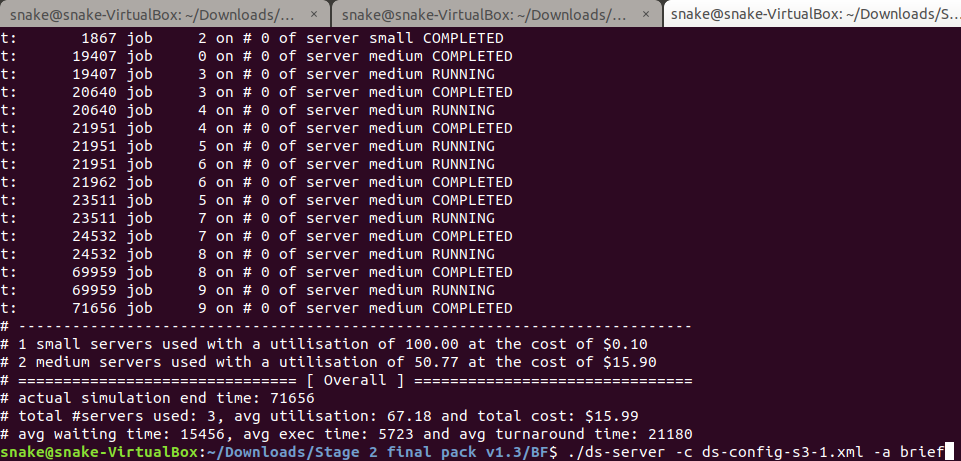 snake@snake-VirtualBox: ~/Downloads/... × snake@snake-VirtualBox: ~/Downloads/... × snake@snake-VirtualBox: ~/Downloads/S...
t: 1867 job 2 on # 0 of server small COMPLETED
t: 19407 job 0 on # 0 of server medium COMPLETED
t: 19407 job 3 on # 0 of server medium RUNNING
t: 20640 job 3 on # 0 of server medium COMPLETED
t: 20640 job 4 on # 0 of server medium RUNNING
t: 21951 job 4 on # 0 of server medium COMPLETED
t: 21951 job 5 on # 0 of server medium RUNNING
t: 21951 job 6 on # 0 of server medium RUNNING
t: 21962 job 6 on # 0 of server medium COMPLETED
t: 23511 job 5 on # 0 of server medium COMPLETED
t: 23511 job 7 on # 0 of server medium RUNNING
t: 24532 job 7 on # 0 of server medium COMPLETED
t: 24532 job 8 on # 0 of server medium RUNNING
t: 69959 job 8 on # 0 of server medium COMPLETED
t: 69959 job 9 on # 0 of server medium RUNNING
t: 71656 job 9 on # 0 of server medium COMPLETED
# ---------------------------------------------------------------------------
# 1 small servers used with a utilisation of 100.00 at the cost of $0.10
# 2 medium servers used with a utilisation of 50.77 at the cost of $15.90
# =============================== [ Overall ] ===============================
# actual simulation end time: 71656
# total #servers used: 3, avg utilisation: 67.18 and total cost: $15.99
# avg waiting time: 15456, avg exec time: 5723 and avg turnaround time: 21180
snake@snake-VirtualBox:~/Downloads/Stage 2 final pack v1.3/BF$ ./ds-server -c ds-config-s3-1.xml -a brief